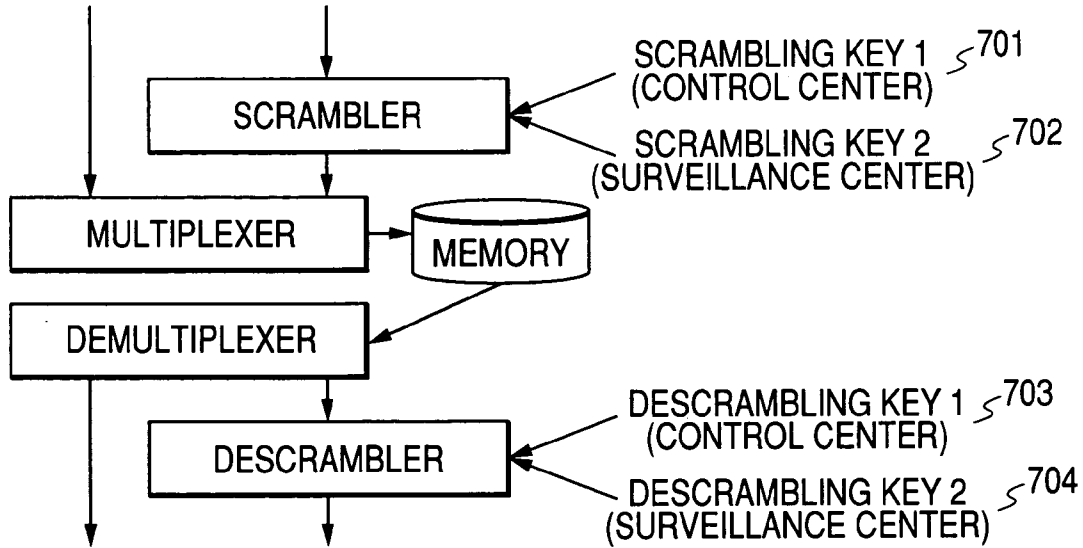 SCRAMBLER
SCRAMBLING KEY 1
(CONTROL CENTER)
701
SCRAMBLING KEY 2
(SURVEILLANCE CENTER)
702
MULTIPLEXER
MEMORY
DEMULTIPLEXER
DESCRAMBLER
DESCRAMBLING KEY 1
(CONTROL CENTER)
703
DESCRAMBLING KEY 2
(SURVEILLANCE CENTER)
704